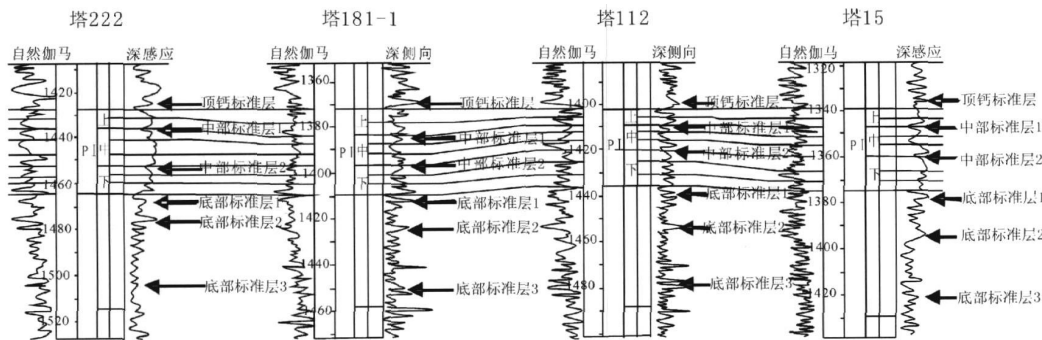 塔222
自然伽马 深感应
1420
1440
1460
1480
1500
1520
上
PⅠ中
下
顶钙标准层
中部标准层1
中部标准层2
底部标准层1
底部标准层2
底部标准层3
塔181-1
自然伽马 深侧向
1360
1380
1400
1420
1440
1460
上
PⅠ中
下
顶钙标准层
中部标准层1
中部标准层2
底部标准层1
底部标准层2
底部标准层3
塔112
自然伽马 深侧向
1400
1420
1440
1450
1480
上
PⅠ中
下
顶钙标准层
中部标准层1
中部标准层2
底部标准层1
底部标准层2
底部标准层3
塔15
自然伽马 深感应
1320
1340
1360
1380
1400
1420
上
PⅠ中
下
顶钙标准层
中部标准层1
中部标准层2
底部标准层1
底部标准层2
底部标准层3